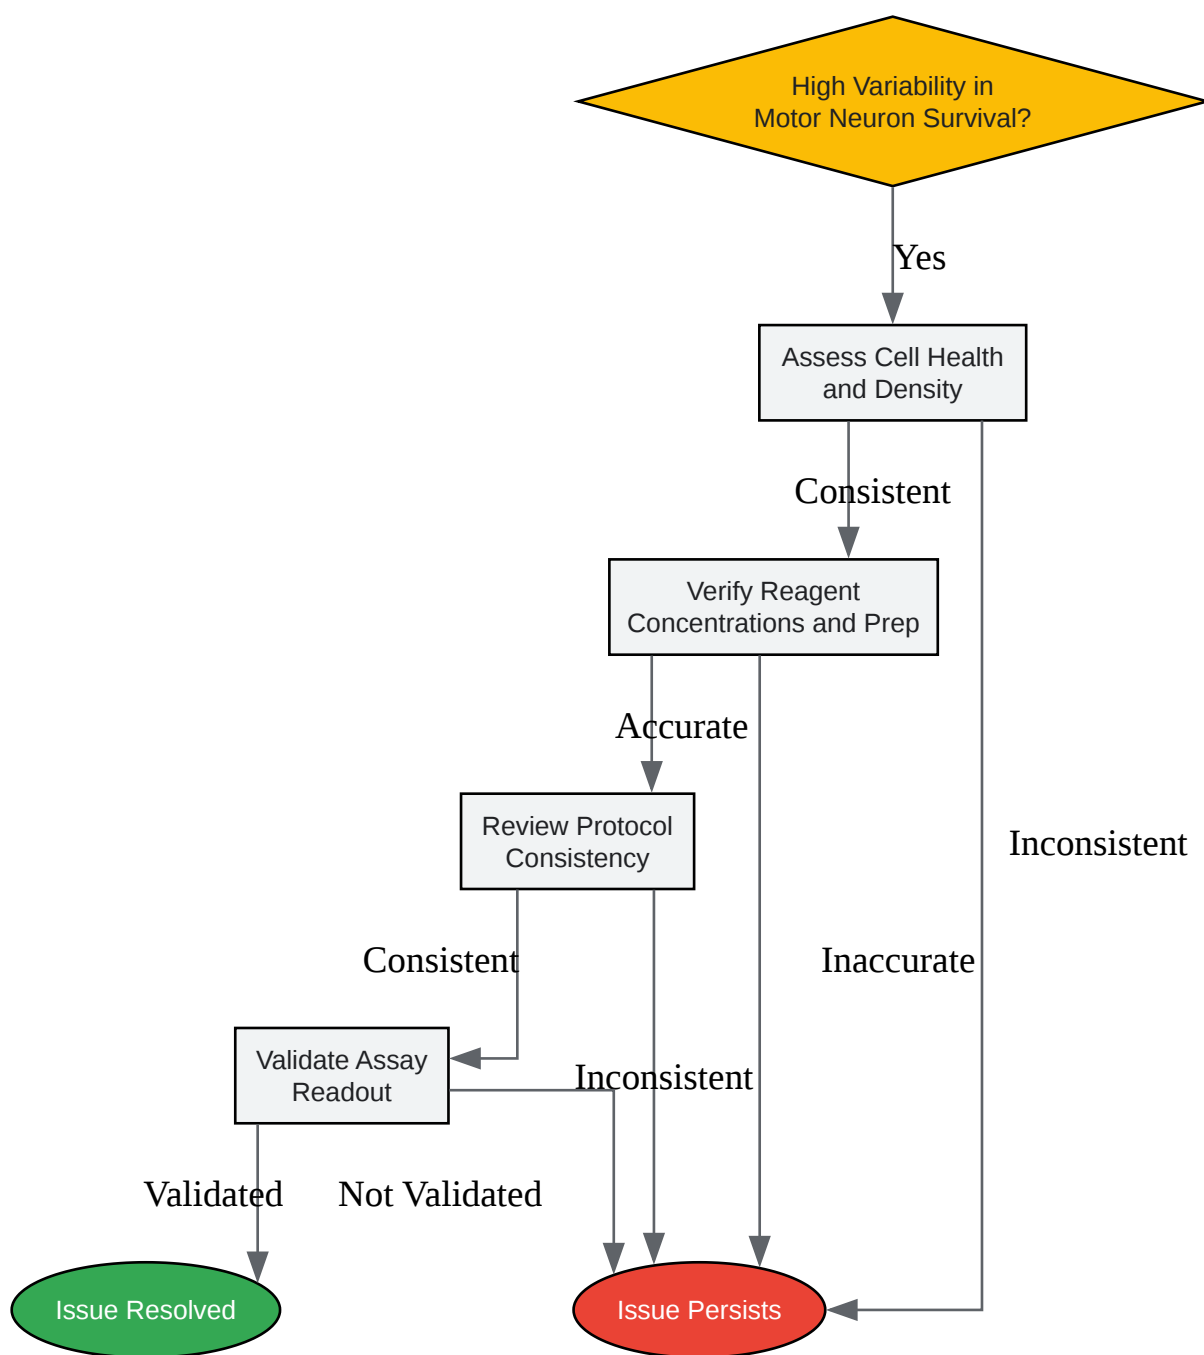 High Variability in
Motor Neuron Survival?
Yes
Assess Cell Health
and Density
Consistent
Verify Reagent
Concentrations and Prep
Accurate
Review Protocol
Consistency
Inconsistent
Consistent
Inaccurate
Validate Assay
Readout
Inconsistent
Validated
Not Validated
Issue Resolved
Issue Persists